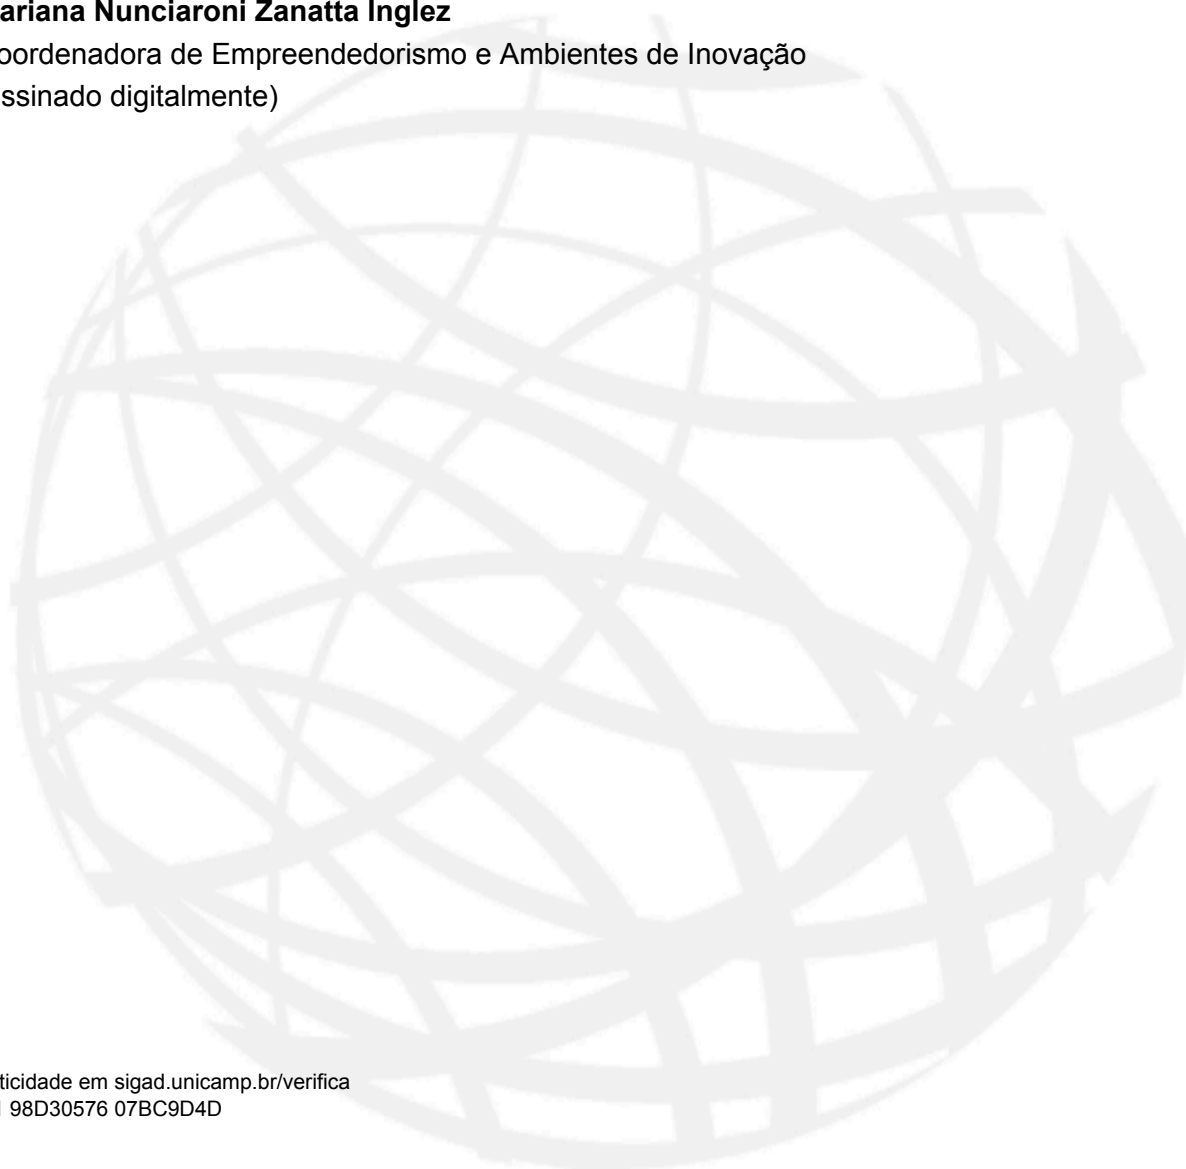 ariana Nunciaroni Zanatta Inglez
oordenadora de Empreendedorismo e Ambientes de Inovação
ssinado digitalmente)
ticidade em sigad.unicamp.br/verifica
98D30576 07BC9D4D